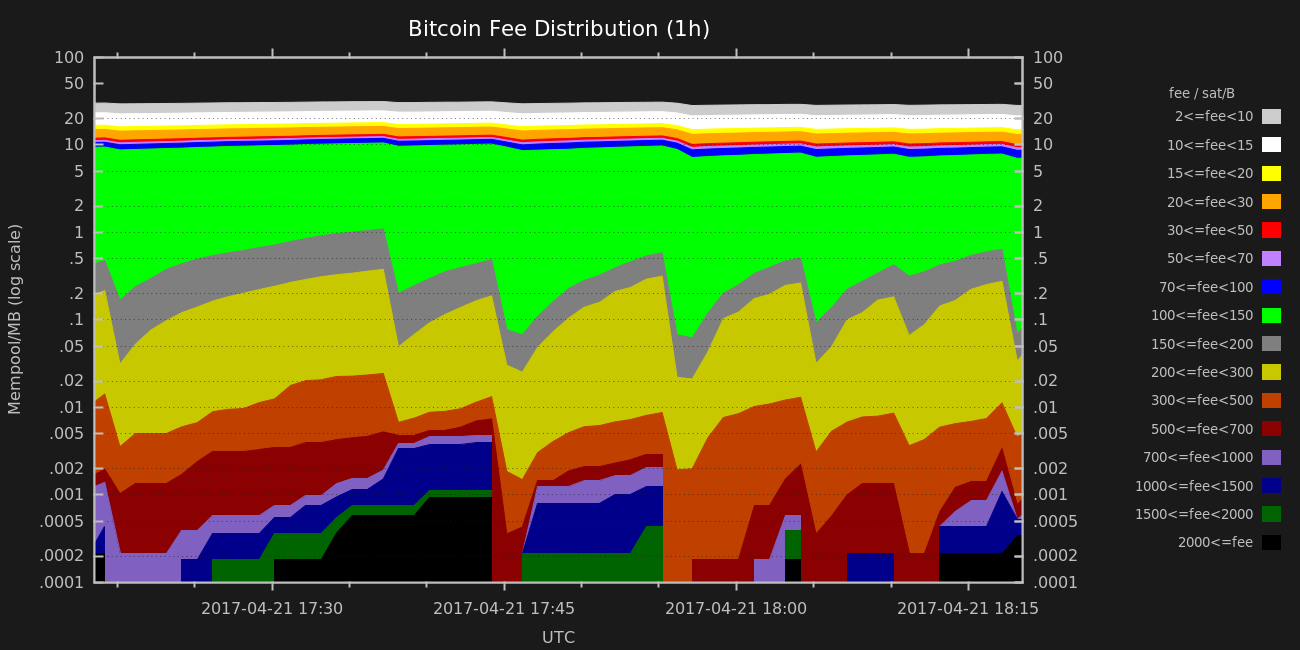 Bitcoin Fee Distribution (1h)
100
50
20
10
5
2
1
.5
.2
.1
.05
.02
.01
.005
.002
.001
.0005
.0002
.0001
Mempool/MB (log scale)
100
50
20
10
5
2
1
.5
.2
.1
.05
.02
.01
.005
.002
.001
.0005
.0002
.0001
2017-04-21 17:30
2017-04-21 17:45
2017-04-21 18:00
2017-04-21 18:15
UTC
fee / sat/B
2<=fee<10
10<=fee<15
15<=fee<20
20<=fee<30
30<=fee<50
50<=fee<70
70<=fee<100
100<=fee<150
150<=fee<200
200<=fee<300
300<=fee<500
500<=fee<700
700<=fee<1000
1000<=fee<1500
1500<=fee<2000
2000<=fee